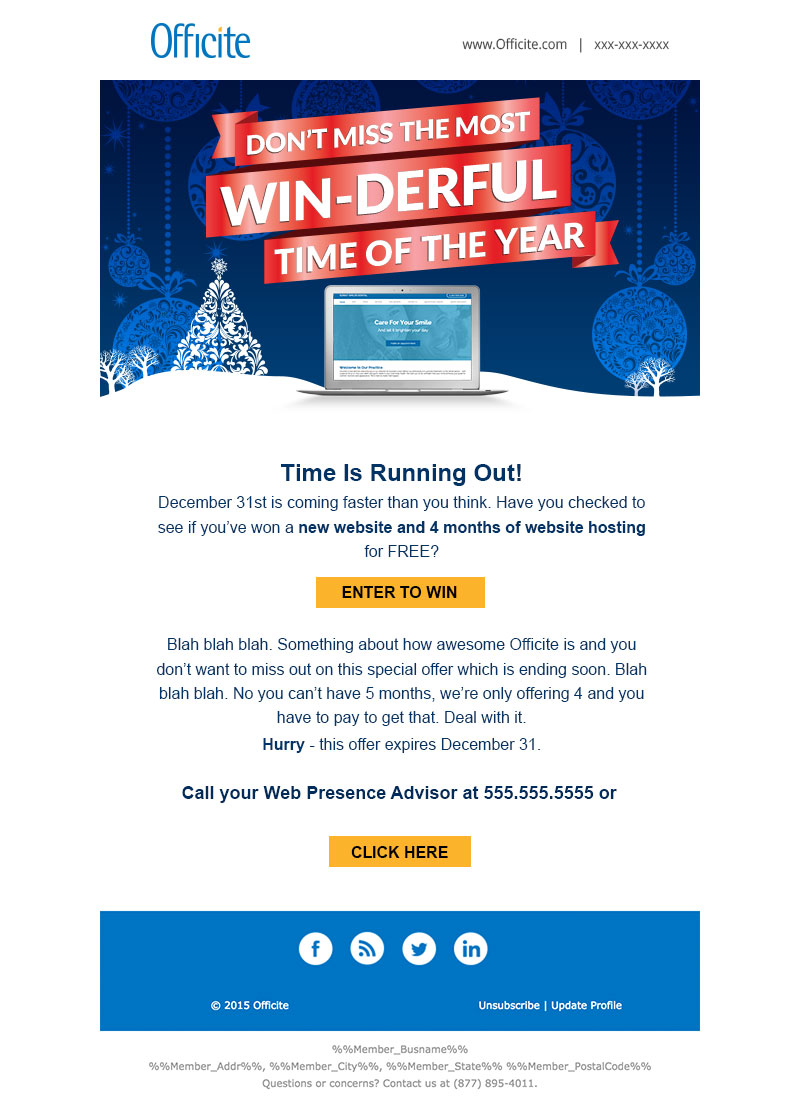 Officite
www.Officite.com | xxx-xxx-xxxx
DON'T MISS THE MOST
WIN-DERFUL
TIME OF THE YEAR
Care For Your Smile
Welcome to Our Practice
Time Is Running Out!
December 31st is coming faster than you think. Have you checked to
see if you've won a new website and 4 months of website hosting
for FREE?
ENTER TO WIN
Blah blah blah. Something about how awesome Officite is and you
don't want to miss out on this special offer which is ending soon. Blah
blah blah. No you can't have 5 months, we're only offering 4 and you
have to pay to get that. Deal with it.
Hurry - this offer expires December 31.
Call your Web Presence Advisor at 555.555.5555 or
CLICK HERE
© 2015 Officite
Unsubscribe | Update Profile
%%Member_Busname%%
%%Member_Addr%%, %%Member_City%%, %%Member_State%% %%Member_PostalCode%%
Questions or concerns? Contact us at (877) 895-4011.